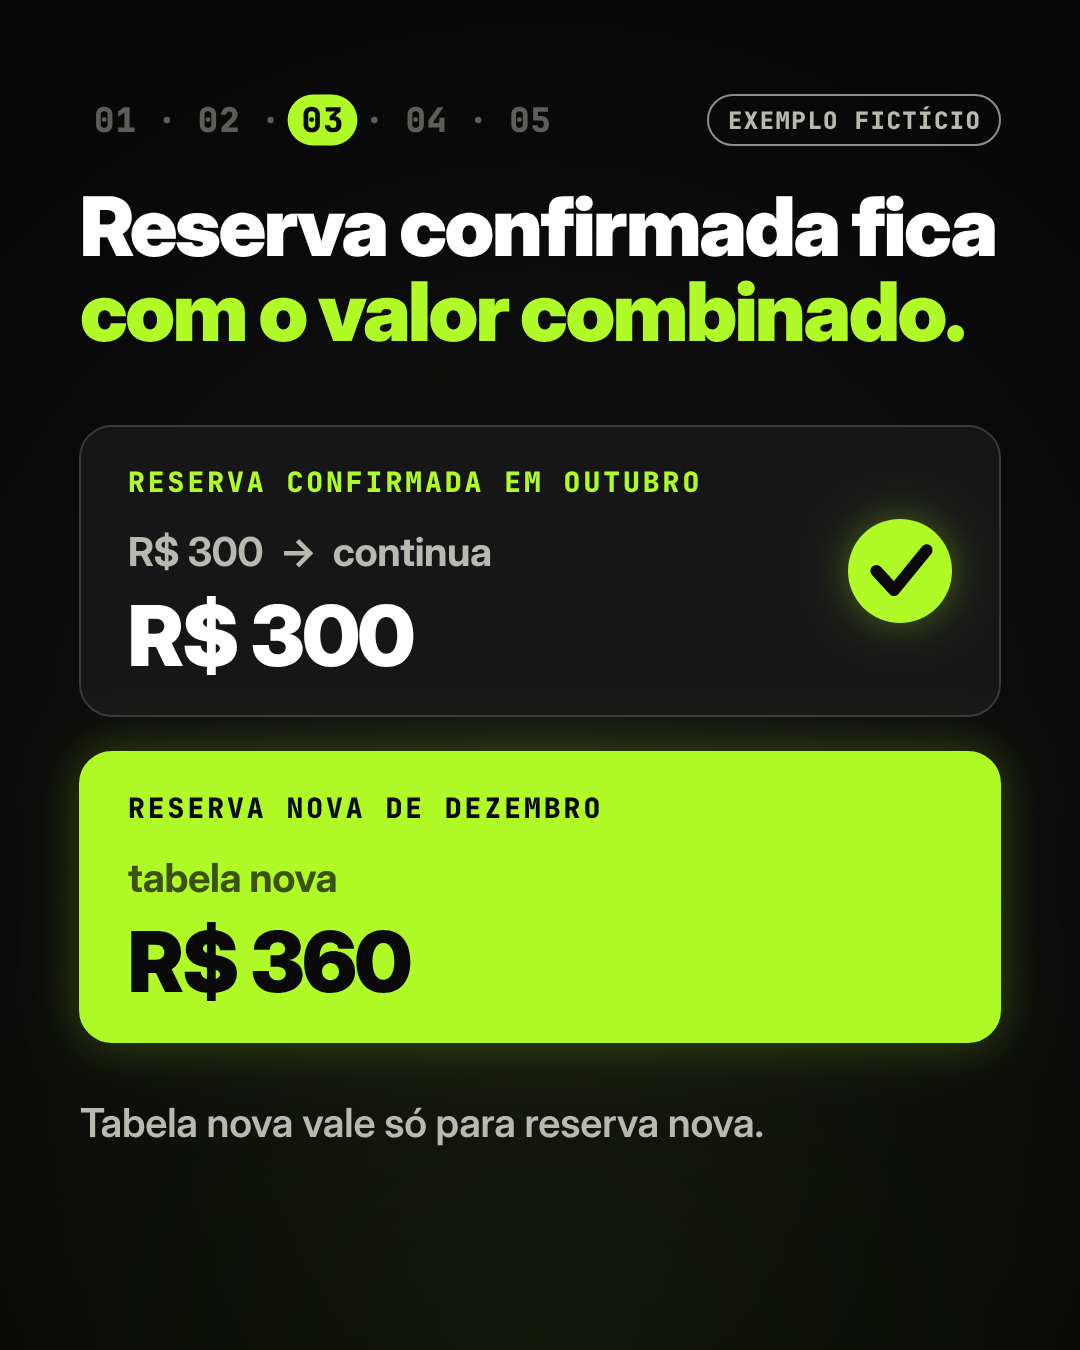 01 · 02 · 03 · 04 · 05
EXEMPLO FICTÍCIO
Reserva confirmada fica
com o valor combinado.
RESERVA CONFIRMADA EM OUTUBRO
R$ 300 → continua
R$ 300
RESERVA NOVA DE DEZEMBRO
tabela nova
R$ 360
Tabela nova vale só para reserva nova.